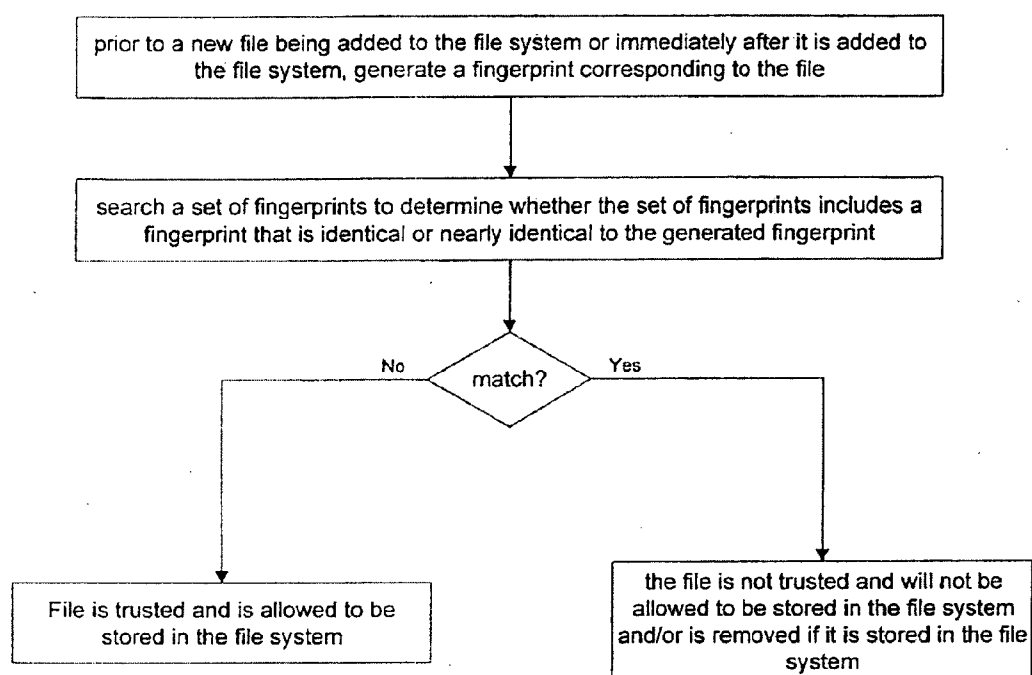 prior to a new file being added to the file system or immediately after it is added to
the file system, generate a fingerprint corresponding to the file
search a set of fingerprints to determine whether the set of fingerprints includes a
fingerprint that is identical or nearly identical to the generated fingerprint
match?
No
Yes
File is trusted and is allowed to be
stored in the file system
the file is not trusted and will not be
allowed to be stored in the file system
and/or is removed if it is stored in the file
system